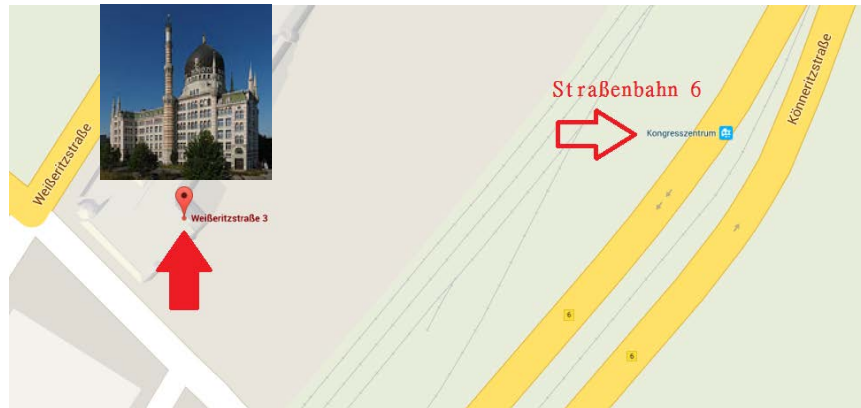 Straßenbahn 6
Kongresszentrum
Könneritzstraße
Weißeritzstraße
Weißeritzstraße 3
6
6